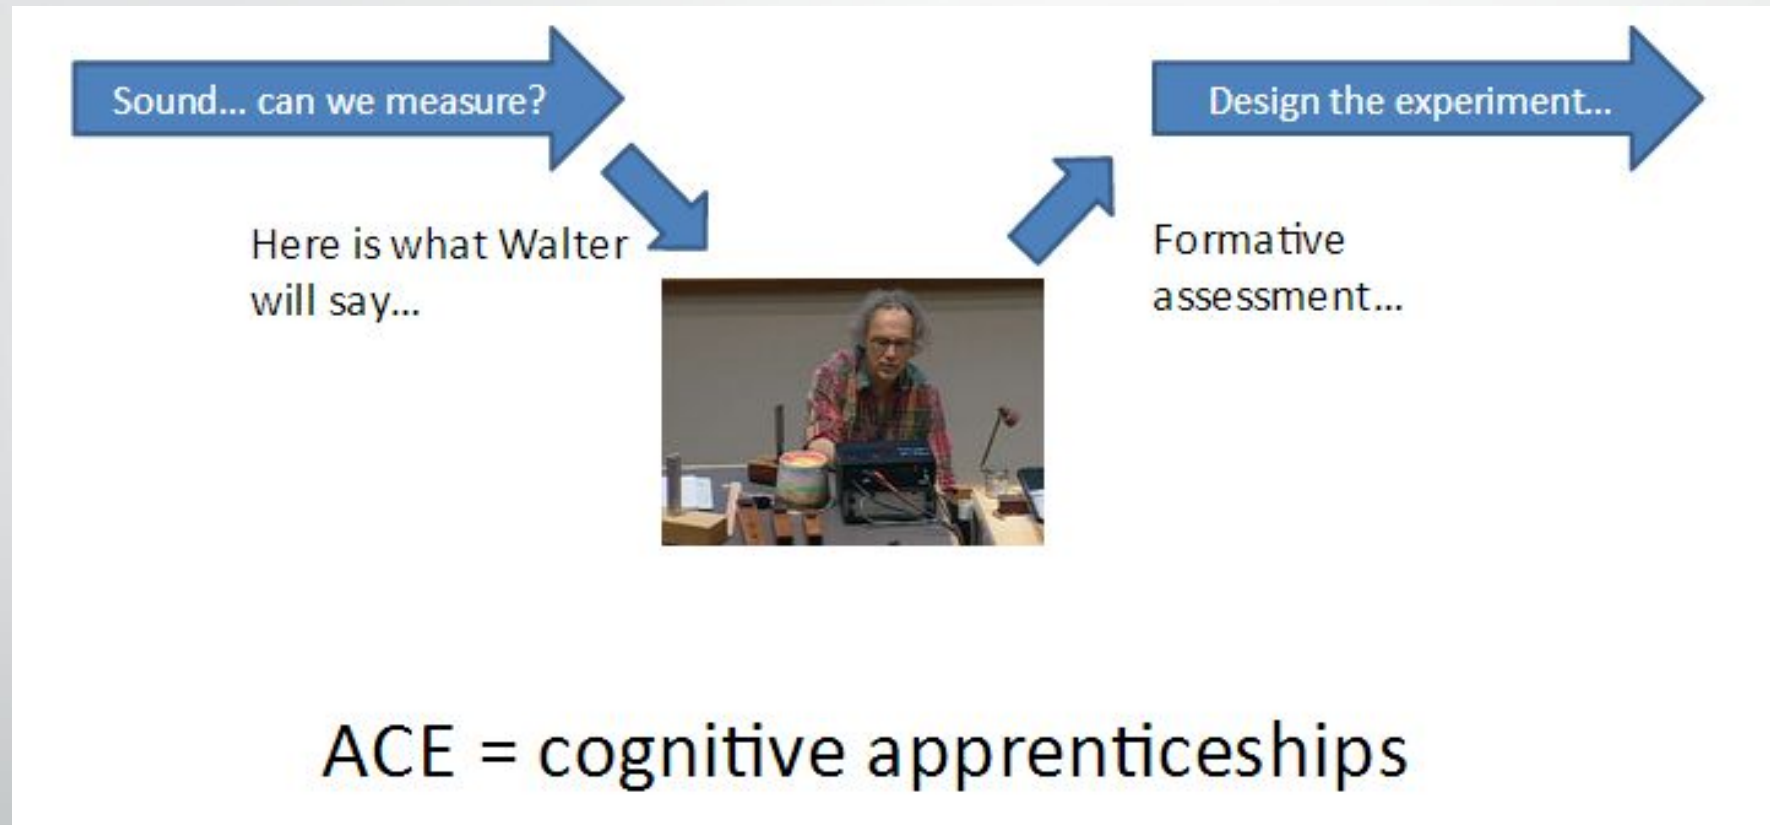 Sound... can we measure?
Design the experiment...
Here is what Walter
will say...
Formative
assessment...
ACE = cognitive apprenticeships